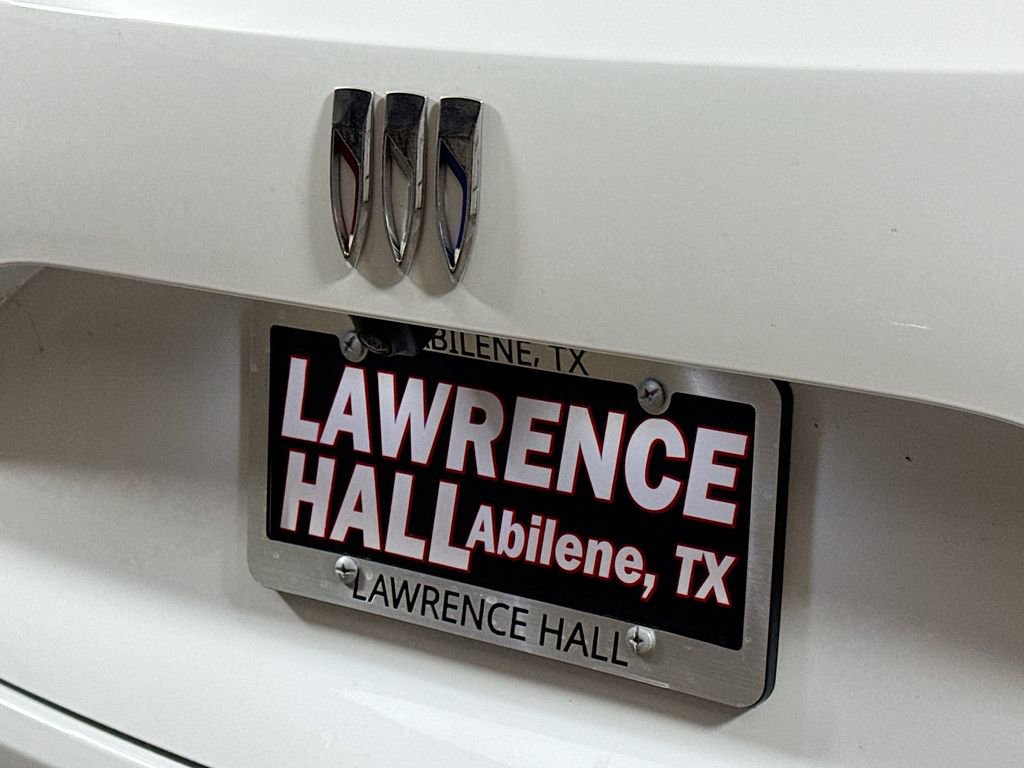 ABILENE, TX
LAWRENCE
HALL Abilene, TX
LAWRENCE HALL